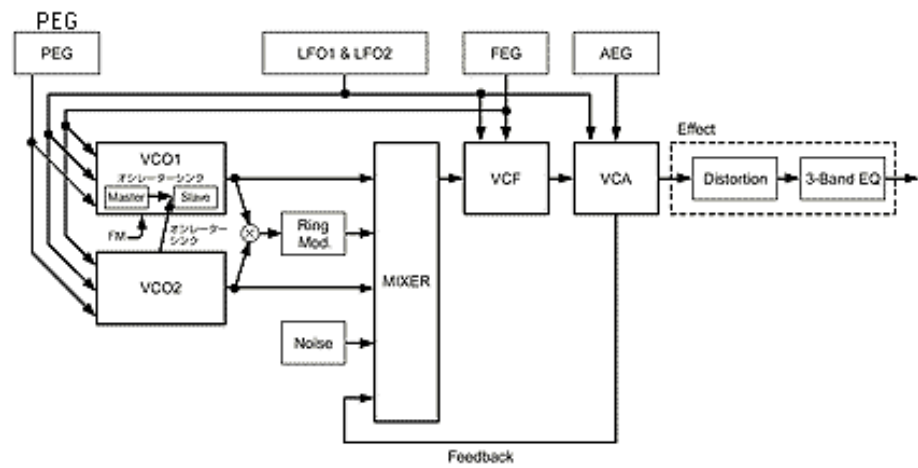 PEG
PEG
LFO1 & LFO2
FEG
AEG
Effect
VCO1
オシレーターシンク
Master
Slave
FM
オシレーター
シンク
VCO2
Ring
Mod.
Noise
MIXER
VCF
VCA
Distortion
3-Band EQ
Feedback